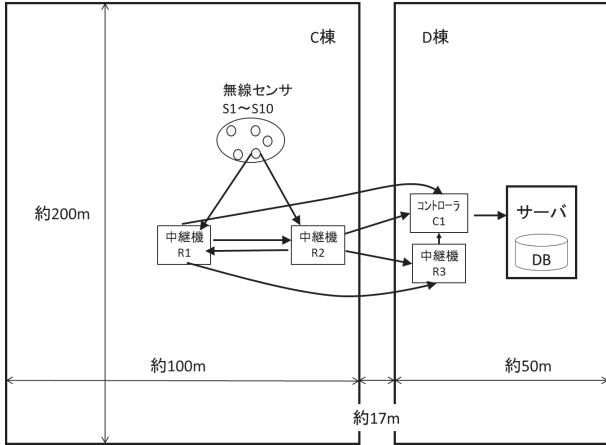 C棟
D棟
無線センサ
S1～S10
約200m
中継機
R1
中継機
R2
コントローラ
C1
中継機
R3
サーバ
DB
約100m
約17m
約50m